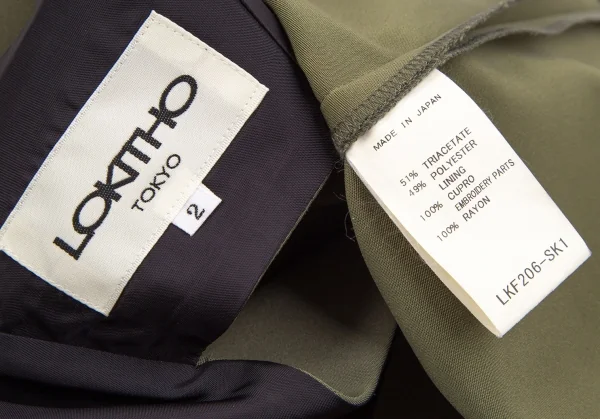 LOKITHO
TOKYO
2
MADE IN JAPAN
51% TRIACETATE
49% POLYESTER
LINING
100% CUPRO
EMBROIDERY PARTS
100% RAYON
LKF206-SK1